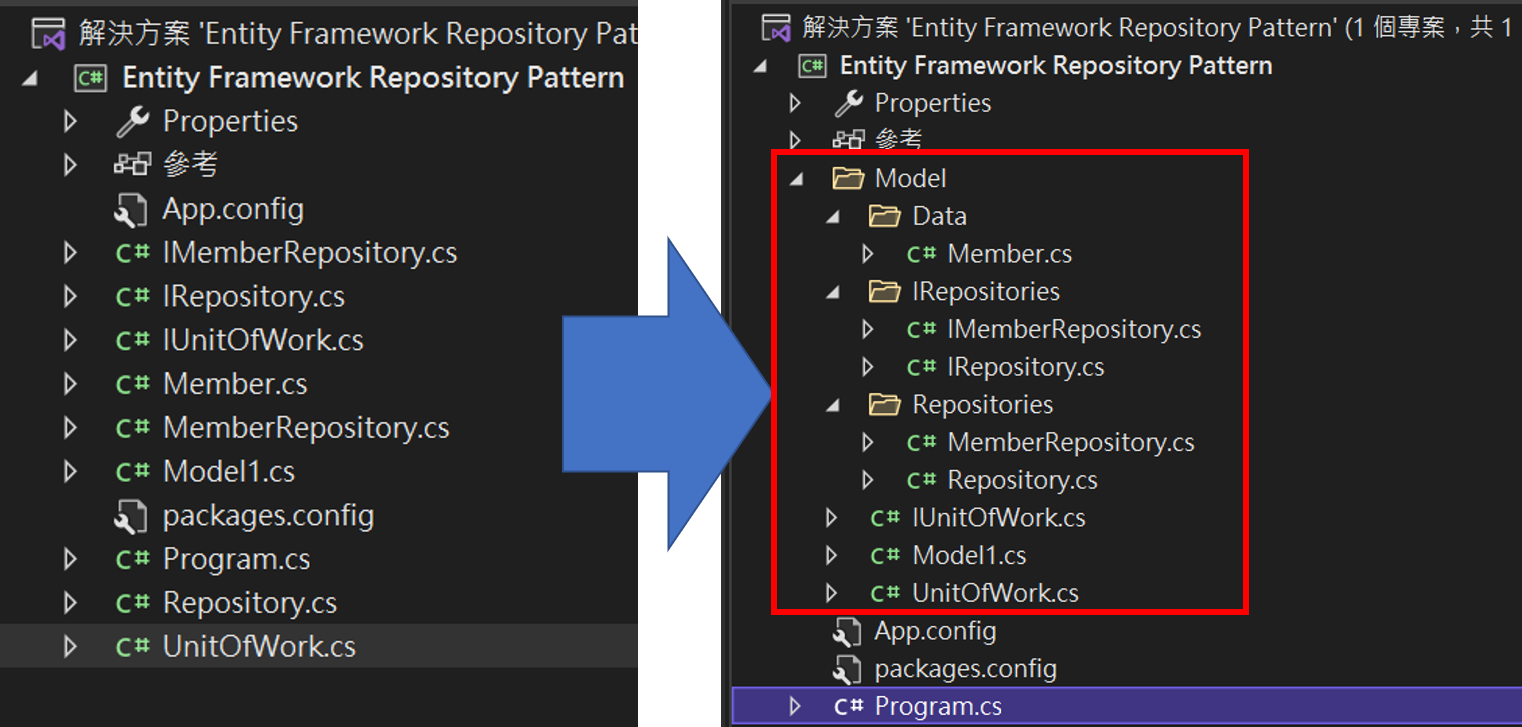 解決方案 'Entity Framework Repository Pat
C# Entity Framework Repository Pattern
Properties
參考
App.config
C# IMemberRepository.cs
C# IRepository.cs
C# IUnitOfWork.cs
C# Member.cs
C# MemberRepository.cs
C# Model1.cs
packages.config
C# Program.cs
C# Repository.cs
C# UnitOfWork.cs
解決方案 'Entity Framework Repository Pattern' (1 個專案，共 1
C# Entity Framework Repository Pattern
Properties
參考
Model
Data
C# Member.cs
IRepositories
C# IMemberRepository.cs
C# IRepository.cs
Repositories
C# MemberRepository.cs
C# Repository.cs
C# IUnitOfWork.cs
C# Model1.cs
C# UnitOfWork.cs
App.config
packages.config
C# Program.cs